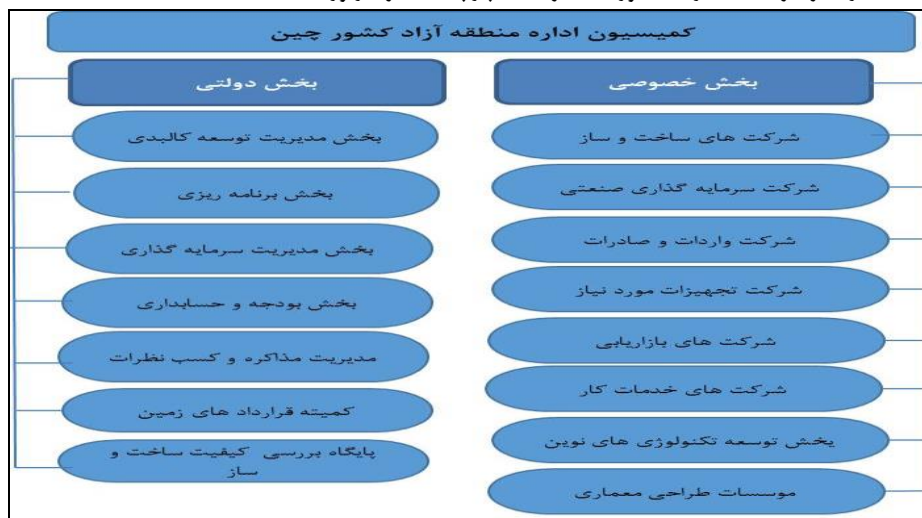 کمیسیون اداره منطقه آزاد کشور چین
بخش خصوصی
شرکت های ساخت و ساز
شرکت سرمایه گذاری صنعتی
شرکت واردات و صادرات
شرکت تجهیزات مورد نیاز
شرکت های بازاریابی
شرکت های خدمات کار
بخش توسعه تکنولوژی های نوین
موسسات طراحی معماری
بخش دولتی
بخش مدیریت توسعه کالبدی
بخش برنامه ریزی
بخش مدیریت سرمایه گذاری
بخش بودجه و حسابداری
مدیریت مذاکره و کسب نظرات
کمیته قرارداد های زمین
پایگاه بررسی کیفیت ساخت و
ساز